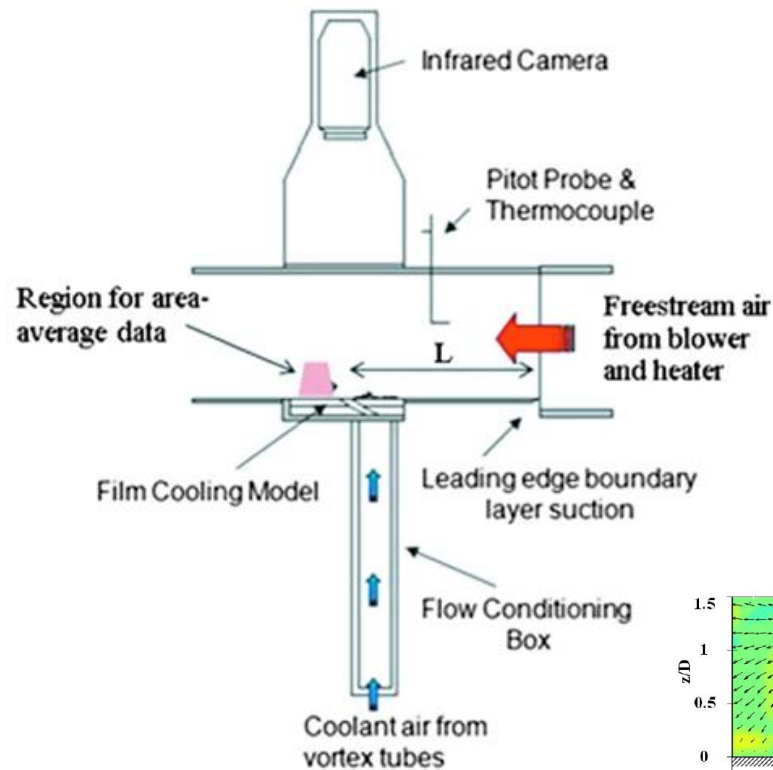 Infrared Camera
Pitot Probe &
Thermocouple
Region for area-
average data
L
Freestream air
from blower
and heater
Film Cooling Model
Leading edge boundary
layer suction
Flow Conditioning
Box
Coolant air from
vortex tubes
z/D
1.5
1
0.5
0